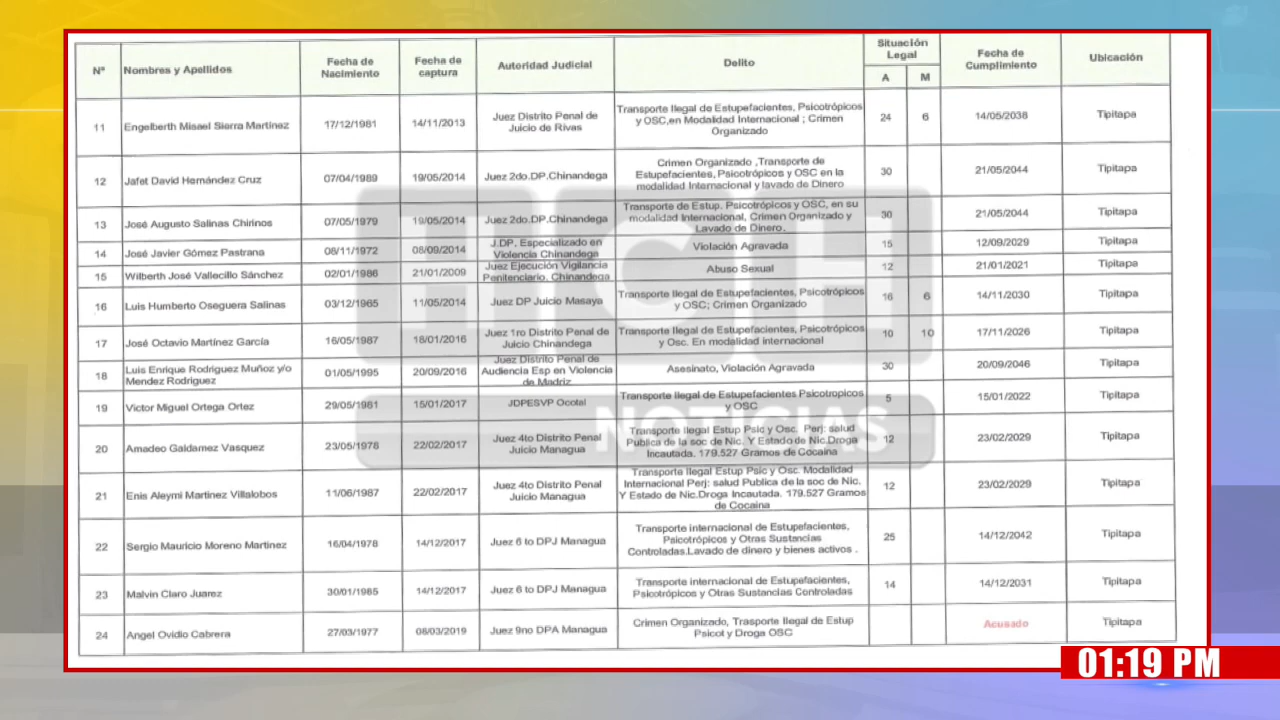 Nº Nombres y Apellidos Fecha de Nacimiento Fecha de captura Autoridad Judicial Delito Situación Legal A M Fecha de Cumplimiento Ubicación
11 Engelberth Misael Sierra Martínez 17/12/1981 14/11/2013 Juez Distrito Penal de Juicio de Rivas Transporte Ilegal de Estupefacientes, Psicotrópicos y OSC,en Modalidad Internacional ; Crimen Organizado 24 6 14/05/2038 Tipitapa
12 Jafet David Hernández Cruz 07/04/1989 19/05/2014 Juez 2do.DP.Chinandega Crimen Organizado ,Transporte de Estupefacientes, Psicotrópicos y OSC en la modalidad Internacional y lavado de Dinero 30 21/05/2044 Tipitapa
13 José Augusto Salinas Chirinos 07/05/1979 19/05/2014 Juez 2do.DP.Chinandega Transporte de Estup. Psicotrópicos y OSC, en su modalidad Internacional, Crimen Organizado y Lavado de Dinero. 30 21/05/2044 Tipitapa
14 José Javier Gómez Pastrana 08/11/1972 08/09/2014 J.DP. Especializado en Violencia Chinandega Violación Agravada 15 12/09/2029 Tipitapa
15 Wilberth José Vallecillo Sánchez 02/01/1986 21/01/2009 Juez Ejecución Vigilancia Penitenciario. Chinandega Abuso Sexual 12 21/01/2021 Tipitapa
16 Luis Humberto Oseguera Salinas 03/12/1965 11/05/2014 Juez DP Juicio Masaya Transporte Ilegal de Estupefacientes, Psicotrópicos y OSC; Crimen Organizado 16 6 14/11/2030 Tipitapa
17 José Octavio Martínez García 16/05/1987 18/01/2016 Juez 1ro Distrito Penal de Juicio Chinandega Transporte Ilegal de Estupefacientes, Psicotrópicos y Osc. En modalidad internacional 10 10 17/11/2026 Tipitapa
18 Luis Enrique Rodriguez Muñoz y/o Mendez Rodriguez 01/05/1995 20/09/2016 Juez Distrito Penal de Audiencia Esp en Violencia de Madriz Asesinato, Violación Agravada 30 20/09/2046 Tipitapa
19 Victor Miguel Ortega Ortez 29/05/1981 15/01/2017 JDPESVP Ocotal Transporte Ilegal de Estupefacientes Psicotropicos y OSC 5 15/01/2022 Tipitapa
20 Amadeo Galdamez Vasquez 23/05/1976 22/02/2017 Juez 4to Distrito Penal Juicio Managua Transporte Ilegal Estup Psic y Osc. Perj: salud Publica de la soc de Nic. Y Estado de Nic.Droga Incautada. 179.527 Gramos de Cocaina 12 23/02/2029 Tipitapa
21 Enis Aleymi Martinez Villalobos 11/06/1987 22/02/2017 Juez 4to Distrito Penal Juicio Managua Transporte Ilegal Estup Psic y Osc. Modalidad Internacional Perj: salud Publica de la soc de Nic. Y Estado de Nic.Droga Incautada. 179.527 Gramos de Cocaina 12 23/02/2029 Tipitapa
22 Sergio Mauricio Moreno Martinez 16/04/1978 14/12/2017 Juez 6 to DPJ Managua Transporte internacional de Estupefacientes, Psicotrópicos y Otras Sustancias Controladas.Lavado de dinero y bienes activos . 25 14/12/2042 Tipitapa
23 Malvin Claro Juarez 30/01/1985 14/12/2017 Juez 6 to DPJ Managua Transporte internacional de Estupefacientes, Psicotrópicos y Otras Sustancias Controladas 14 14/12/2031 Tipitapa
24 Angel Ovidio Cabrera 27/03/1977 08/03/2019 Juez 9no DPA Managua Crimen Organizado, Trasporte Ilegal de Estup Psicot y Droga OSC Acusado Tipitapa
HCH
NOTICIAS
01:19 PM